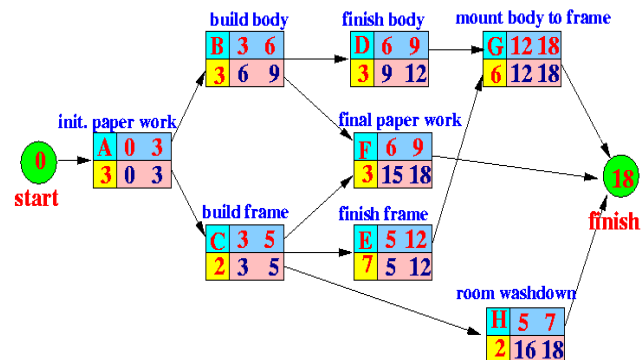 build body
finish body
mount body to frame
B 3 6
3 6 9
D 6 9
3 9 12
G 12 18
6 12 18
init. paper work
final paper work
0
start
A 0 3
3 0 3
F 6 9
3 15 18
18
finish
build frame
finish frame
C 3 5
2 3 5
E 5 12
7 5 12
room washdown
H 5 7
2 16 18